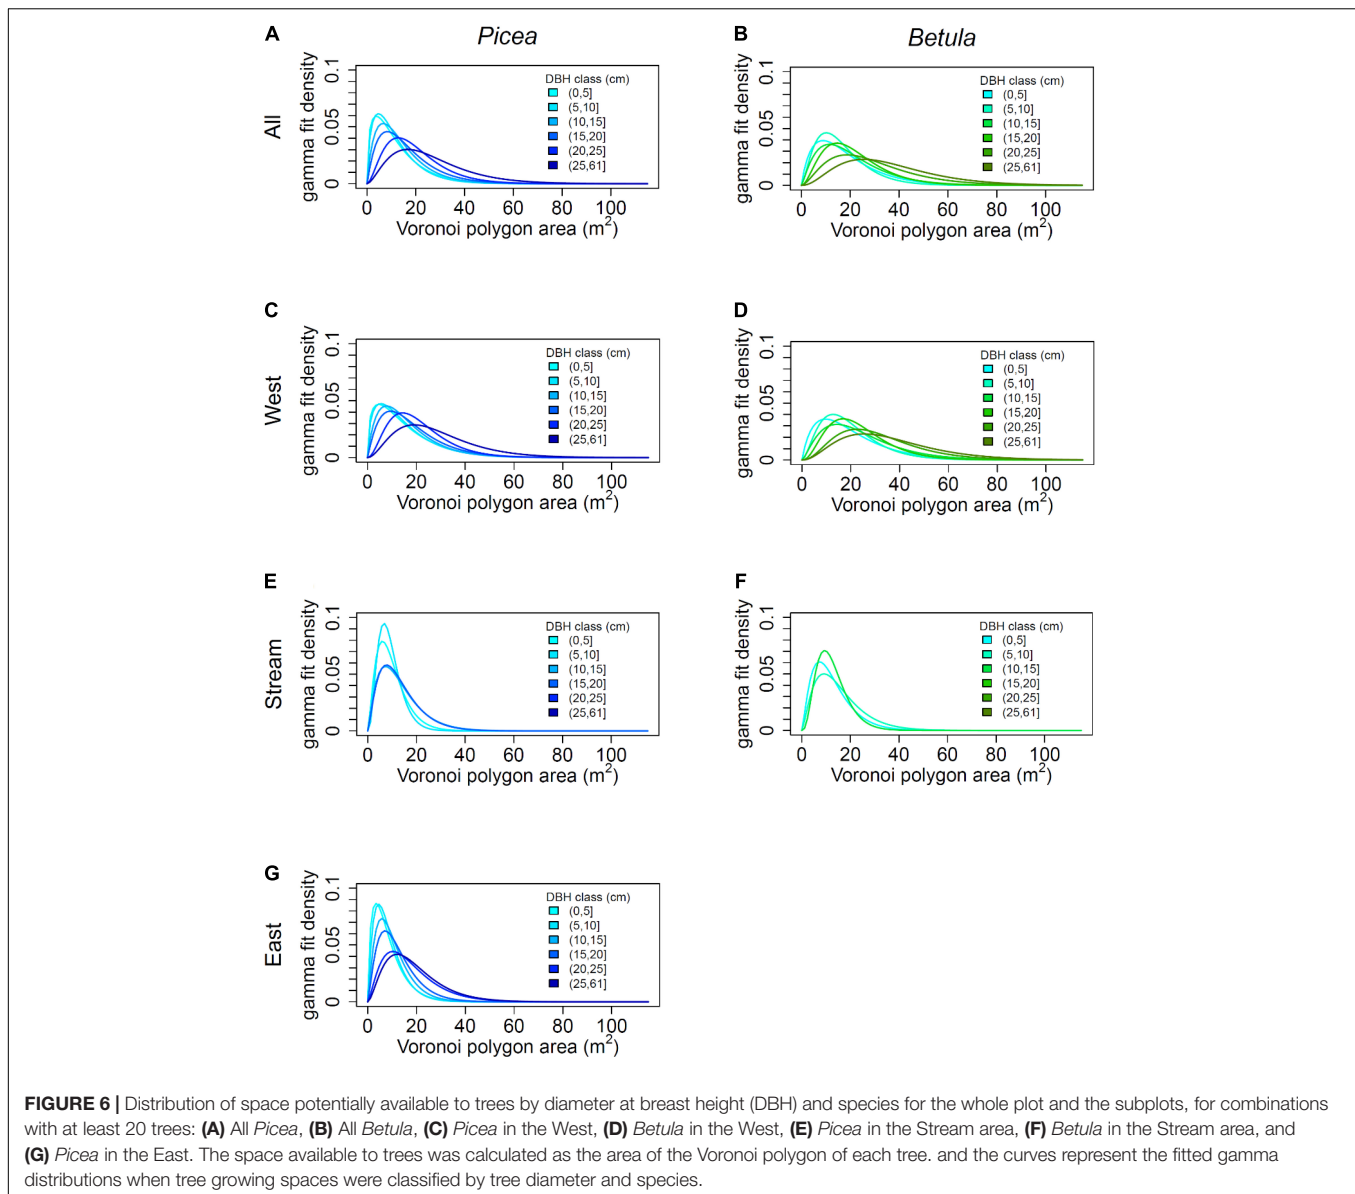 A
Picea
B
Betula
All
gamma fit density
0 0.05 0.1
DBH class (cm)
(0,5]
(5,10]
(10,15]
(15,20]
(20,25]
(25,61]
0 20 40 60 80 100
Voronoi polygon area (m2)
gamma fit density
0 0.05 0.1
DBH class (cm)
(0,5]
(5,10]
(10,15]
(15,20]
(20,25]
(25,61]
0 20 40 60 80 100
Voronoi polygon area (m2)
C
D
West
gamma fit density
0 0.05 0.1
DBH class (cm)
(0,5]
(5,10]
(10,15]
(15,20]
(20,25]
(25,61]
0 20 40 60 80 100
Voronoi polygon area (m2)
gamma fit density
0 0.05 0.1
DBH class (cm)
(0,5]
(5,10]
(10,15]
(15,20]
(20,25]
(25,61]
0 20 40 60 80 100
Voronoi polygon area (m2)
E
F
Stream
gamma fit density
0 0.05 0.1
DBH class (cm)
(0,5]
(5,10]
(10,15]
(15,20]
(20,25]
(25,61]
0 20 40 60 80 100
Voronoi polygon area (m2)
gamma fit density
0 0.05 0.1
DBH class (cm)
(0,5]
(5,10]
(10,15]
(15,20]
(20,25]
(25,61]
0 20 40 60 80 100
Voronoi polygon area (m2)
G
East
gamma fit density
0 0.05 0.1
DBH class (cm)
(0,5]
(5,10]
(10,15]
(15,20]
(20,25]
(25,61]
0 20 40 60 80 100
Voronoi polygon area (m2)
FIGURE 6 | Distribution of space potentially available to trees by diameter at breast height (DBH) and species for the whole plot and the subplots, for combinations
with at least 20 trees: (A) All Picea, (B) All Betula, (C) Picea in the West, (D) Betula in the West, (E) Picea in the Stream area, (F) Betula in the Stream area, and
(G) Picea in the East. The space available to trees was calculated as the area of the Voronoi polygon of each tree. and the curves represent the fitted gamma
distributions when tree growing spaces were classified by tree diameter and species.